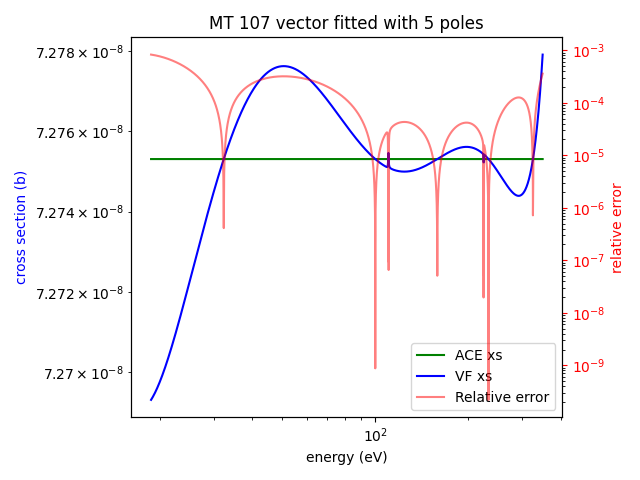 MT 107 vector fitted with 5 poles
7.278 × 10⁻⁸
7.276 × 10⁻⁸
7.274 × 10⁻⁸
7.272 × 10⁻⁸
7.27 × 10⁻⁸
cross section (b)
10⁻³
10⁻⁴
10⁻⁵
10⁻⁶
10⁻⁷
10⁻⁸
10⁻⁹
relative error
ACE xs
VF xs
Relative error
10²
energy (eV)